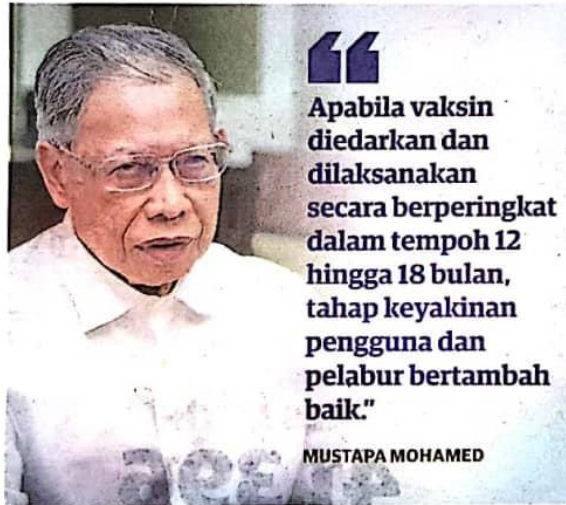 “
Apabila vaksin
diedarkan dan
dilaksanakan
secara berperingkat
dalam tempoh 12
hingga 18 bulan,
tahap keyakinan
pengguna dan
pelabur bertambah
baik.”
MUSTAPA MOHAMED